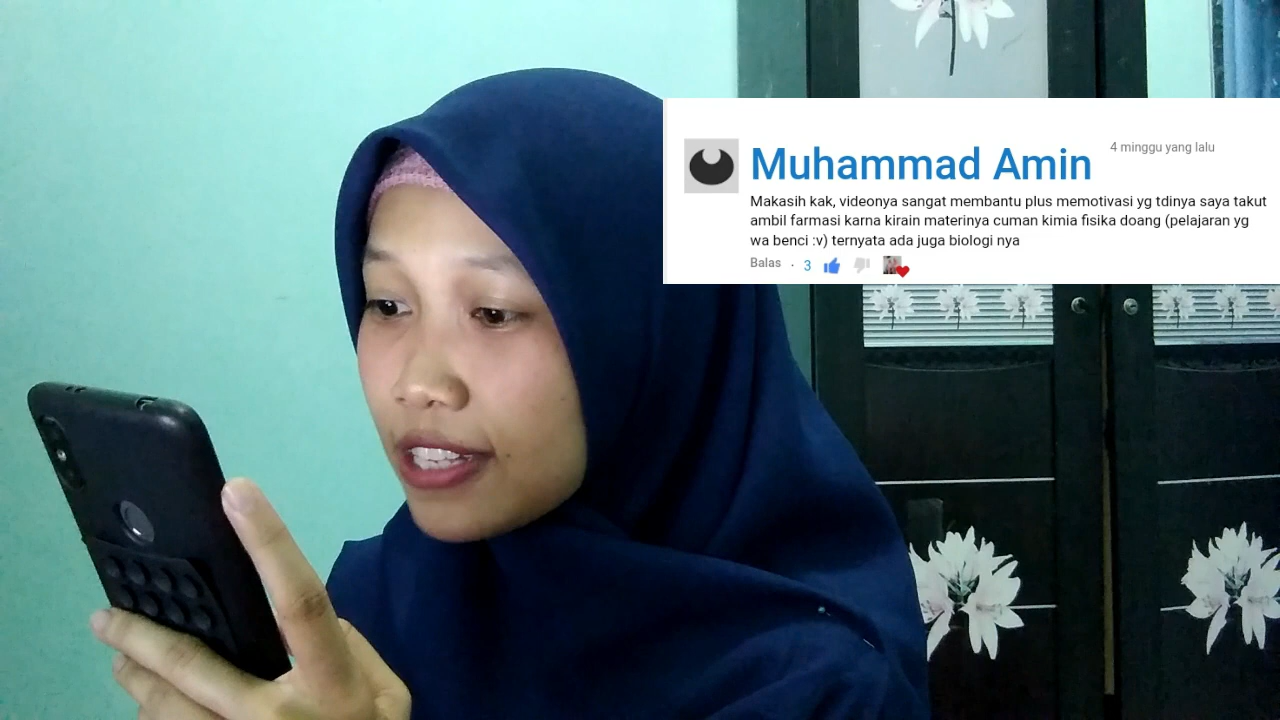 Muhammad Amin 4 minggu yang lalu
Makasih kak, videonya sangat membantu plus memotivasi yg tdinya saya takut
ambil farmasi karna kirain materinya cuman kimia fisika doang (pelajaran yg
wa benci :v) ternyata ada juga biologi nya
Balas · 3